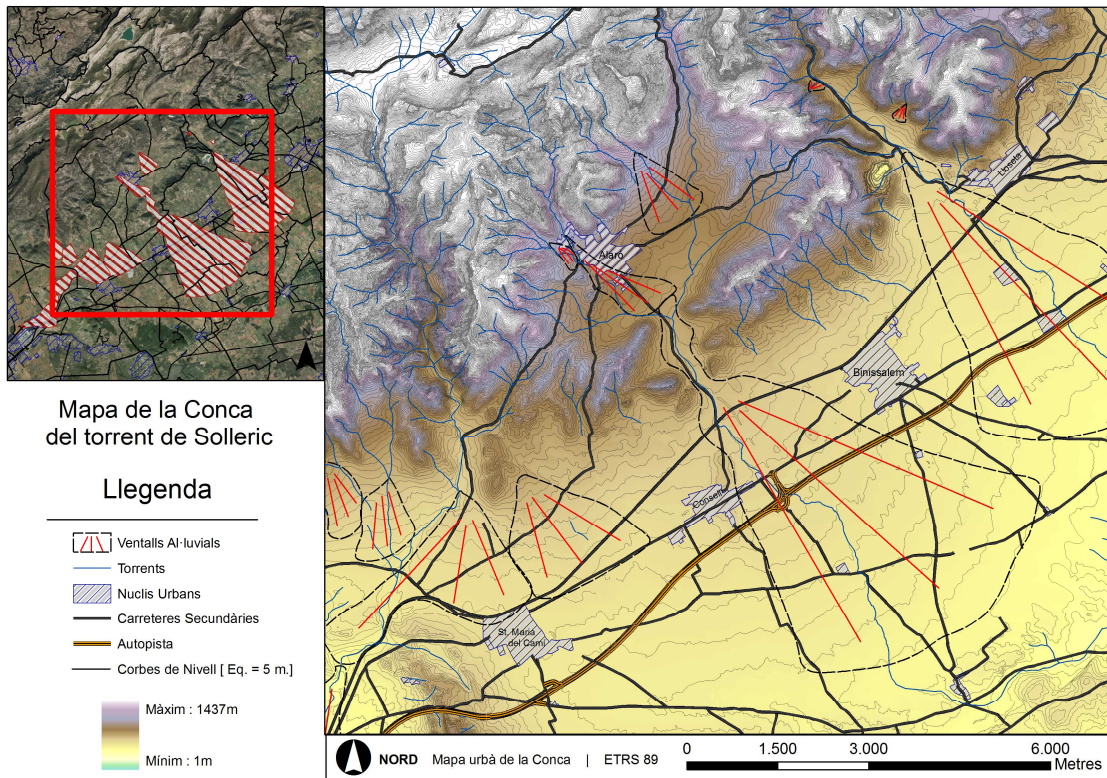 Mapa de la Conca
del torrent de Solleric
Llegenda
Ventalls Al·luvials
Torrents
Nuclis Urbans
Carreteres Secundàries
Autopista
Corbes de Nivell [ Eq. = 5 m.]
Màxim : 1437m
Mínim : 1m
Lloseta
Alaró
Binissalem
Consell
St. Maria
del Camí
NORD Mapa urbà de la Conca | ETRS 89
0 1.500 3.000 6.000
Metres